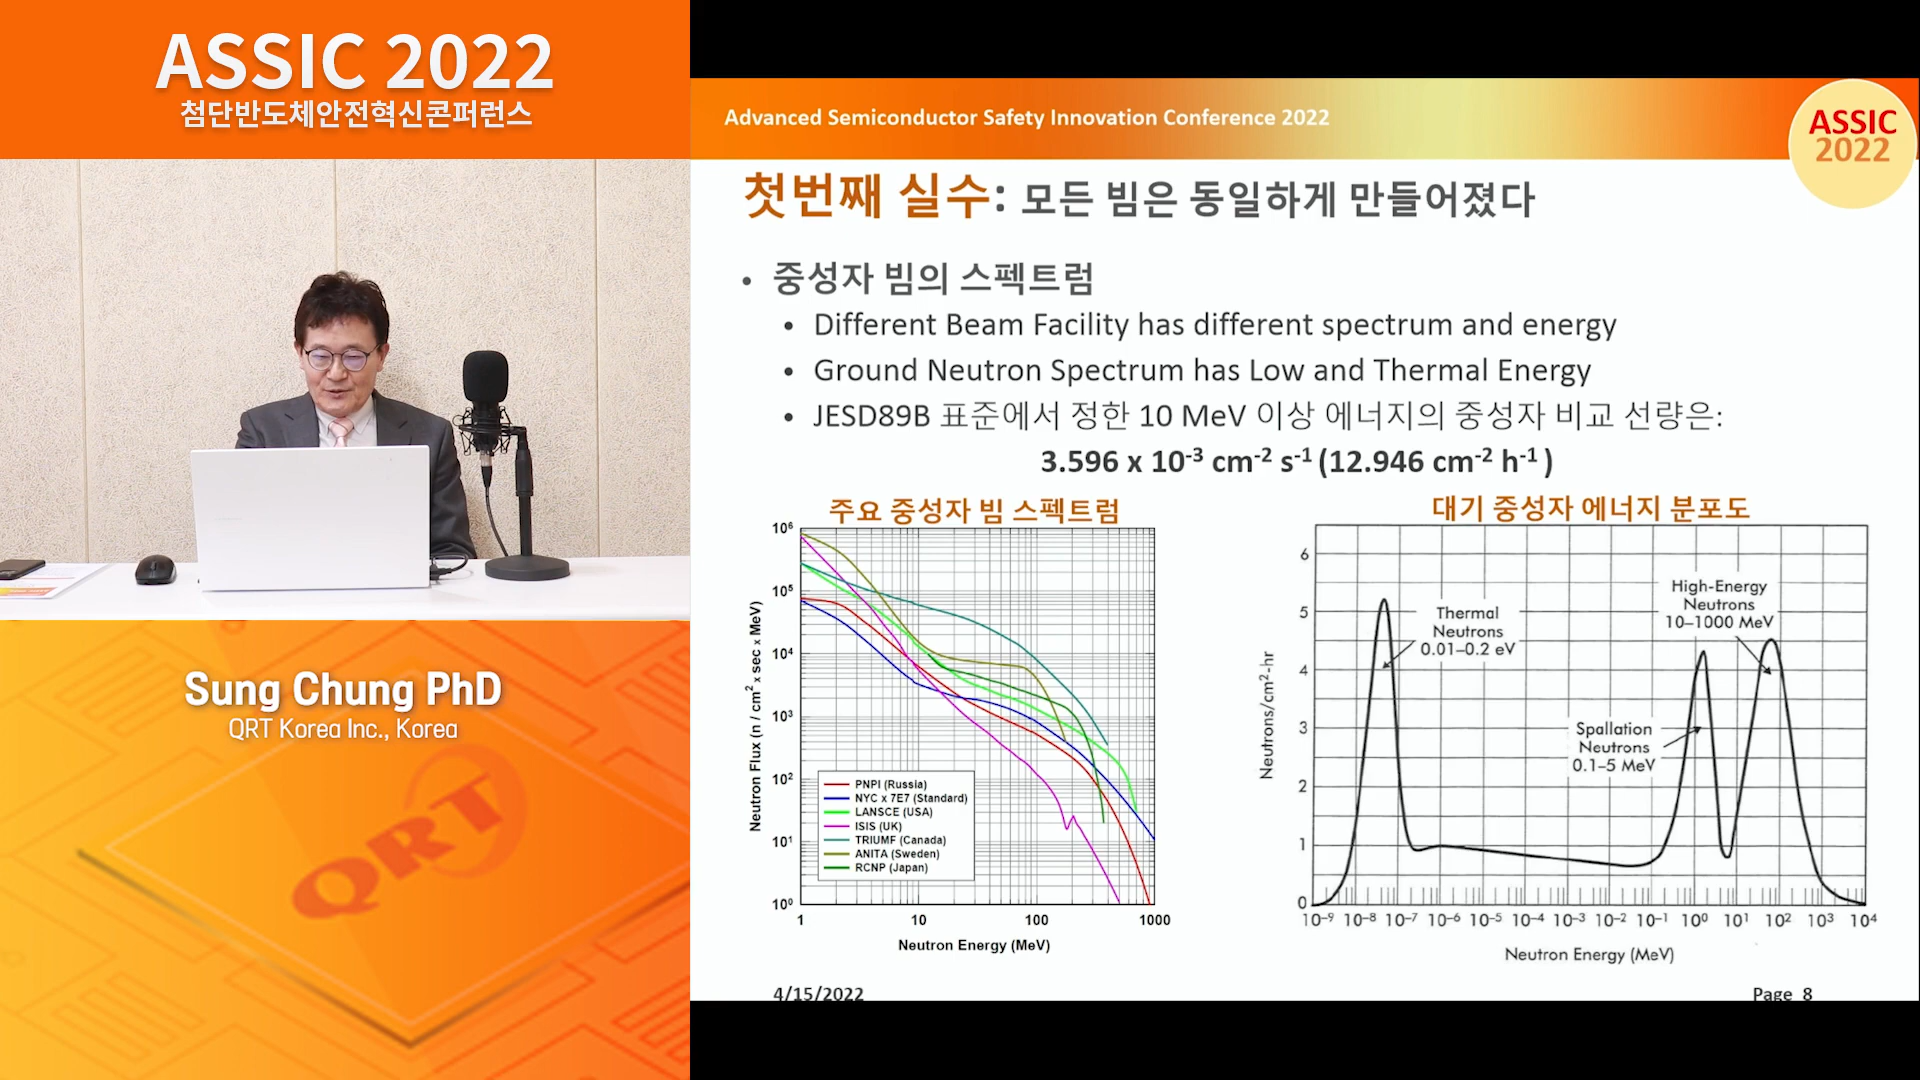 ASSIC 2022
첨단반도체안전혁신콘퍼런스
Sung Chung PhD
QRT Korea Inc., Korea
QRT
Advanced Semiconductor Safety Innovation Conference 2022
ASSIC
2022
첫번째 실수: 모든 빔은 동일하게 만들어졌다
• 중성자 빔의 스펙트럼
• Different Beam Facility has different spectrum and energy
• Ground Neutron Spectrum has Low and Thermal Energy
• JESD89B 표준에서 정한 10 MeV 이상 에너지의 중성자 비교 선량은:
3.596 x 10⁻³ cm⁻² s⁻¹ (12.946 cm⁻² h⁻¹ )
주요 중성자 빔 스펙트럼
Neutron Flux (n / cm² x sec x MeV)
10⁶
10⁵
10⁴
10³
10²
10¹
10⁰
PNPI (Russia)
NYC x 7E7 (Standard)
LANSCE (USA)
ISIS (UK)
TRIUMF (Canada)
ANITA (Sweden)
RCNP (Japan)
1 10 100 1000
Neutron Energy (MeV)
대기 중성자 에너지 분포도
Neutrons/cm²-hr
6
5
4
3
2
1
0
Thermal
Neutrons
0.01–0.2 eV
High-Energy
Neutrons
10–1000 MeV
Spallation
Neutrons
0.1–5 MeV
10⁻⁹ 10⁻⁸ 10⁻⁷ 10⁻⁶ 10⁻⁵ 10⁻⁴ 10⁻³ 10⁻² 10⁻¹ 10⁰ 10¹ 10² 10³ 10⁴
Neutron Energy (MeV)
4/15/2022
Page 8